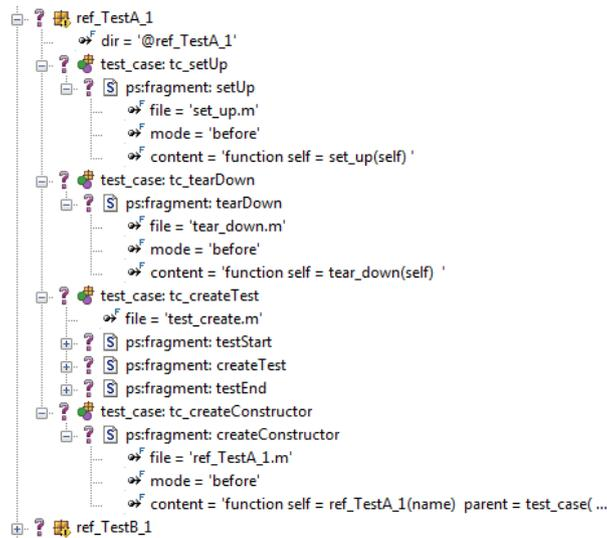 ref_TestA_1
dir = '@ref_TestA_1'
test_case: tc_setUp
ps:fragment: setUp
file = 'set_up.m'
mode = 'before'
content = 'function self = set_up(self) '
test_case: tc_tearDown
ps:fragment: tearDown
file = 'tear_down.m'
mode = 'before'
content = 'function self = tear_down(self)  '
test_case: tc_createTest
file = 'test_create.m'
ps:fragment: testStart
ps:fragment: createTest
ps:fragment: testEnd
test_case: tc_createConstructor
ps:fragment: createConstructor
file = 'ref_TestA_1.m'
mode = 'before'
content = 'function self = ref_TestA_1(name)  parent = test_case( ...
ref_TestB_1